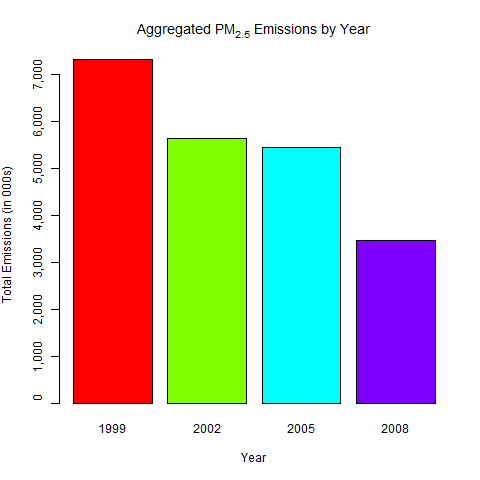 Aggregated PM2.5 Emissions by Year
Total Emissions (in 000s)
7,000
6,000
5,000
4,000
3,000
2,000
1,000
0
1999 2002 2005 2008
Year